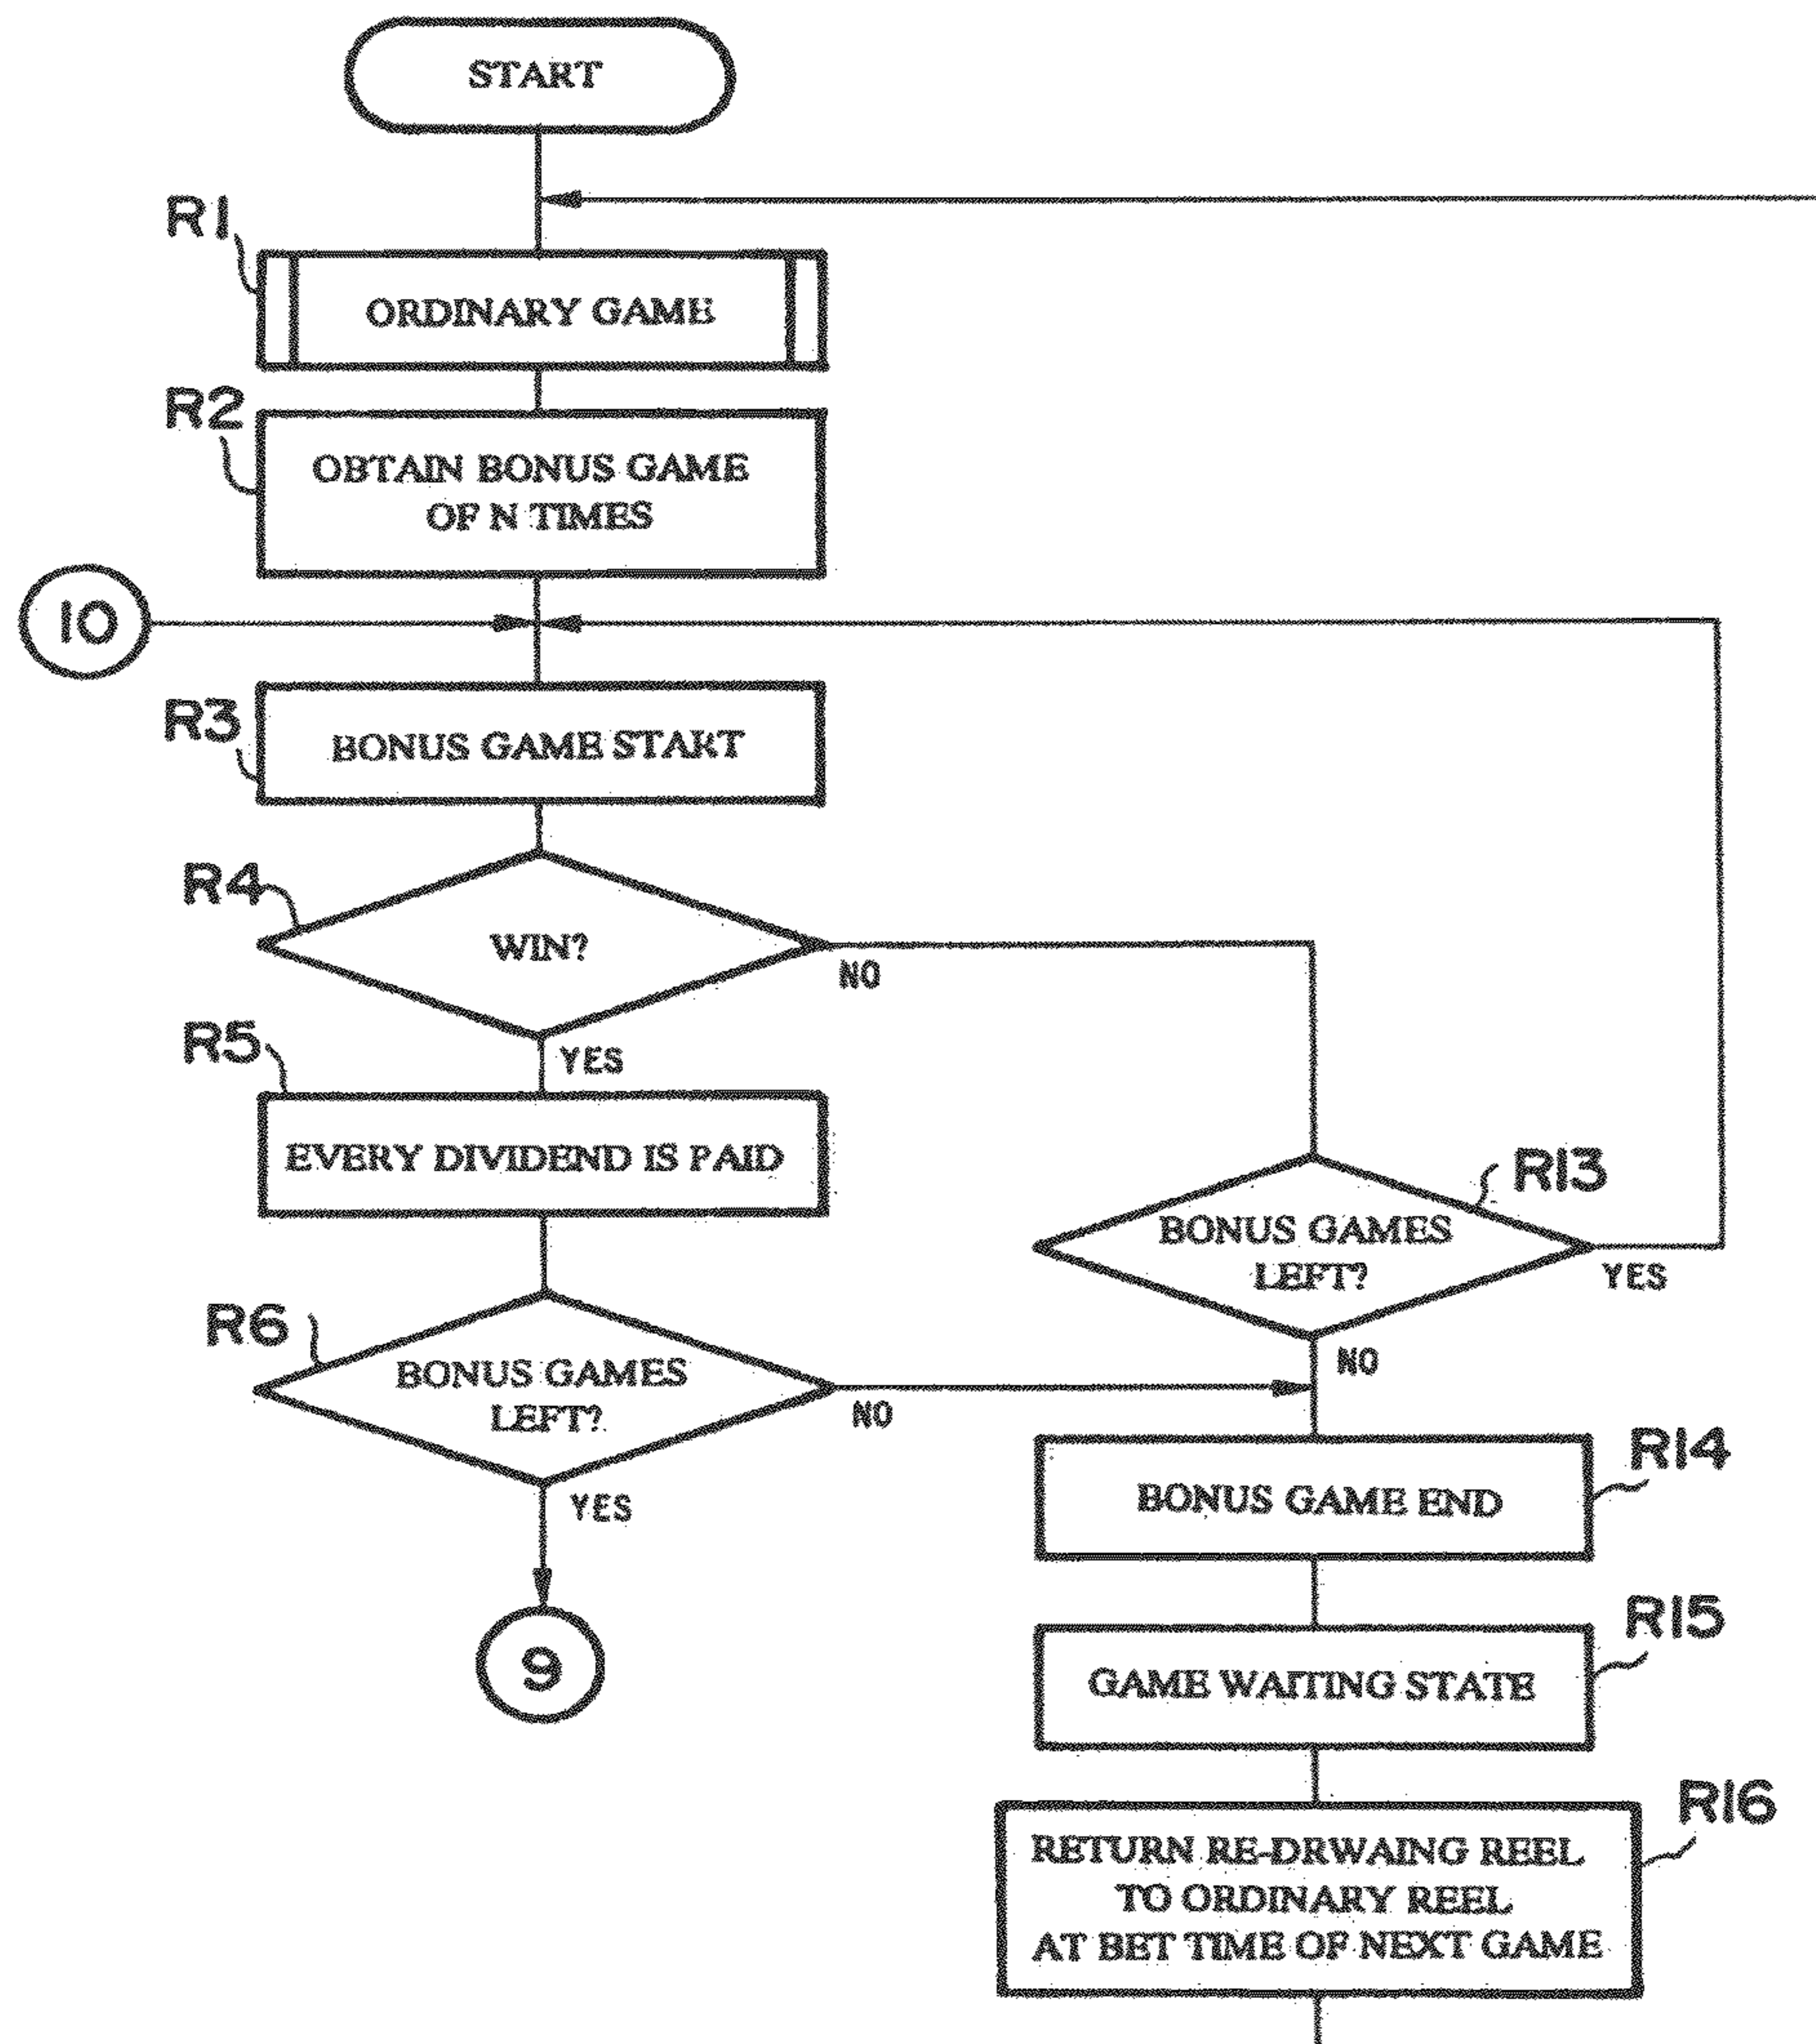 START
R1
ORDINARY GAME
R2
OBTAIN BONUS GAME
OF N TIMES
10
R3
BONUS GAME START
R4
WIN?
NO
YES
R5
EVERY DIVIDEND IS PAID
R13
BONUS GAMES
LEFT?
YES
NO
R6
BONUS GAMES
LEFT?
NO
YES
9
R14
BONUS GAME END
R15
GAME WAITING STATE
R16
RETURN RE-DRWAING REEL
TO ORDINARY REEL
AT BET TIME OF NEXT GAME